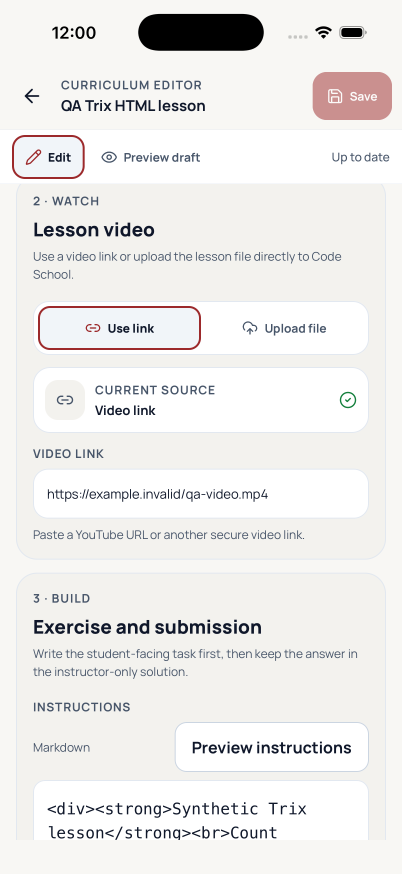 12:00
CURRICULUM EDITOR
QA Trix HTML lesson
Save
Edit
Preview draft
Up to date
2 · WATCH
Lesson video
Use a video link or upload the lesson file directly to Code
School.
Use link
Upload file
CURRENT SOURCE
Video link
VIDEO LINK
https://example.invalid/qa-video.mp4
Paste a YouTube URL or another secure video link.
3 · BUILD
Exercise and submission
Write the student-facing task first, then keep the answer in
the instructor-only solution.
INSTRUCTIONS
Markdown
Preview instructions
<div><strong>Synthetic Trix
lesson</strong><br>Count